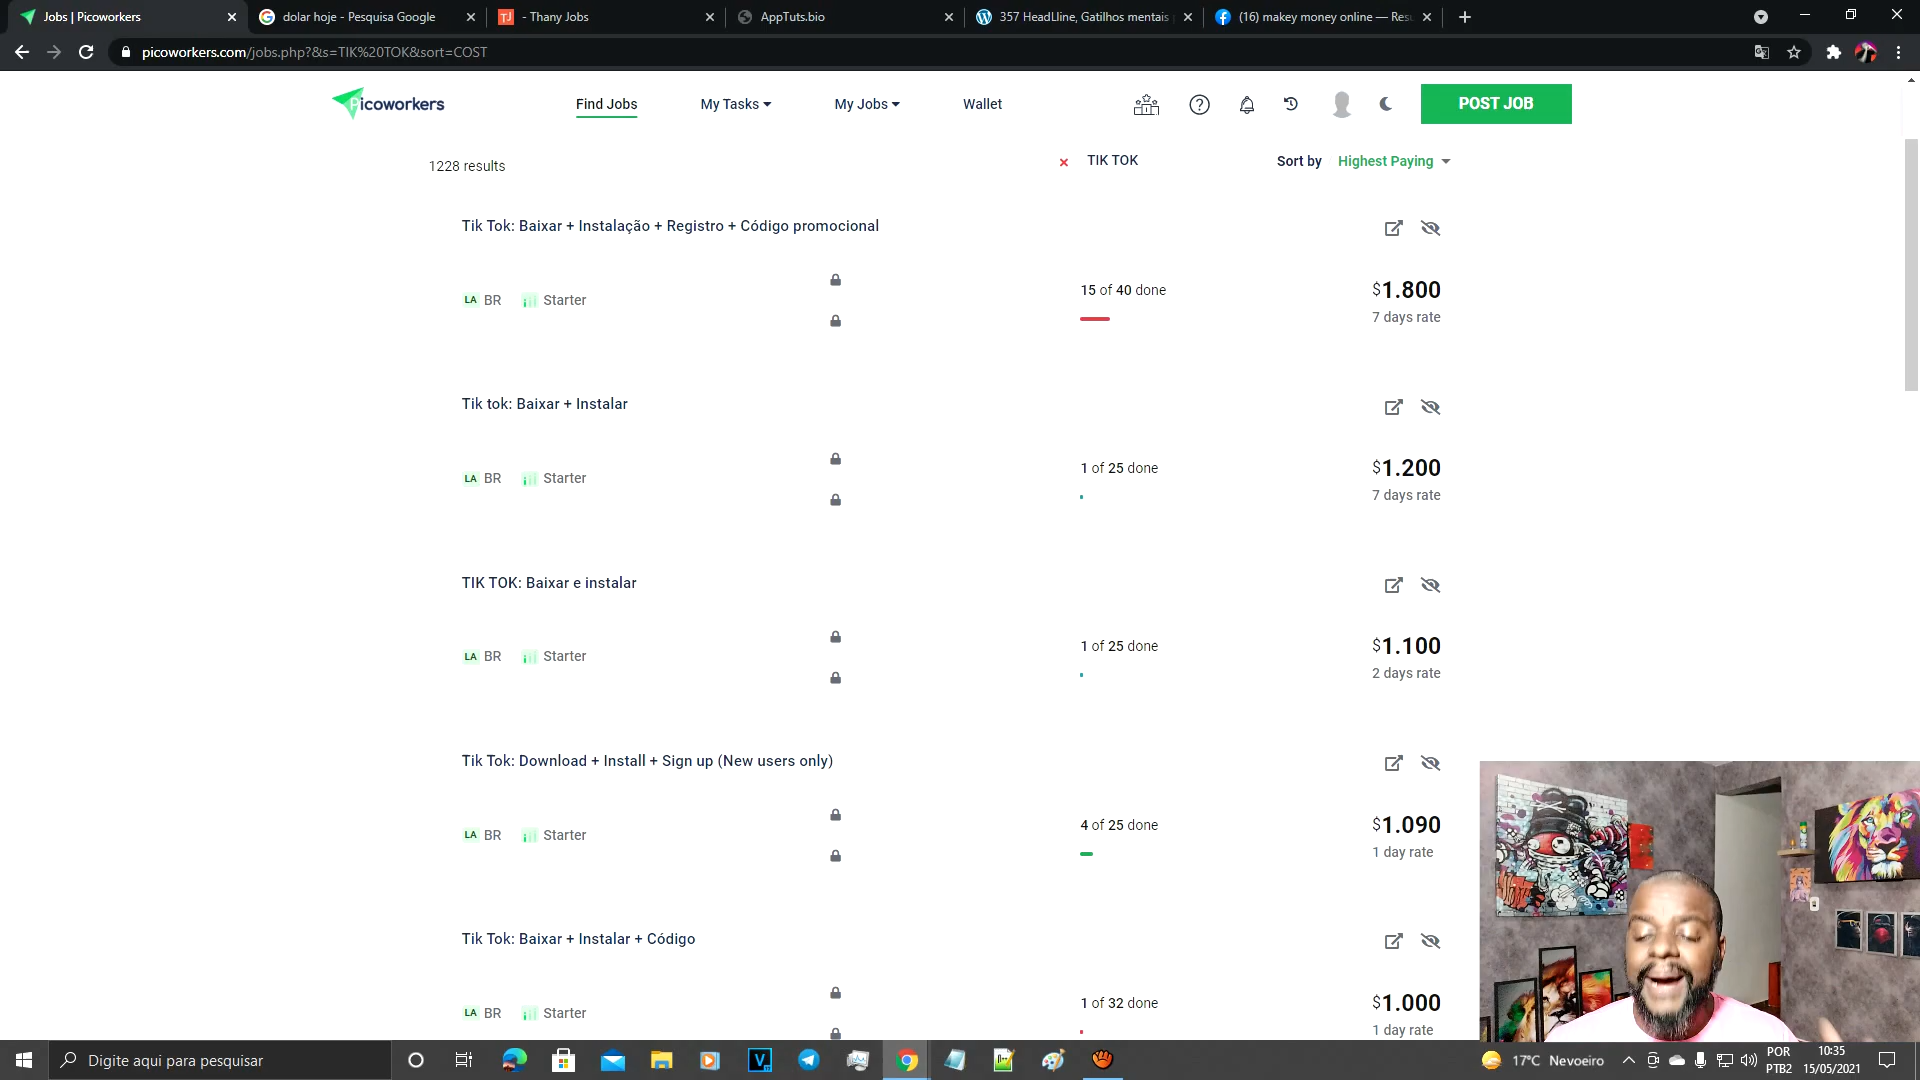 Jobs | Picoworkers
dolar hoje - Pesquisa Google
TJ - Thany Jobs
AppTuts.bio
357 HeadLline, Gatilhos mentais
(16) makey money online — Resu
picoworkers.com/jobs.php?&s=TIK%20TOK&sort=COST
Picoworkers
Find Jobs
My Tasks
My Jobs
Wallet
POST JOB
1228 results
TIK TOK
Sort by Highest Paying
Tik Tok: Baixar + Instalação + Registro + Código promocional
LA BR Starter
15 of 40 done
$1.800
7 days rate
Tik tok: Baixar + Instalar
LA BR Starter
1 of 25 done
$1.200
7 days rate
TIK TOK: Baixar e instalar
LA BR Starter
1 of 25 done
$1.100
2 days rate
Tik Tok: Download + Install + Sign up (New users only)
LA BR Starter
4 of 25 done
$1.090
1 day rate
Tik Tok: Baixar + Instalar + Código
LA BR Starter
1 of 32 done
$1.000
1 day rate
Digite aqui para pesquisar
17°C Nevoeiro
POR
PTB2
10:35
15/05/2021